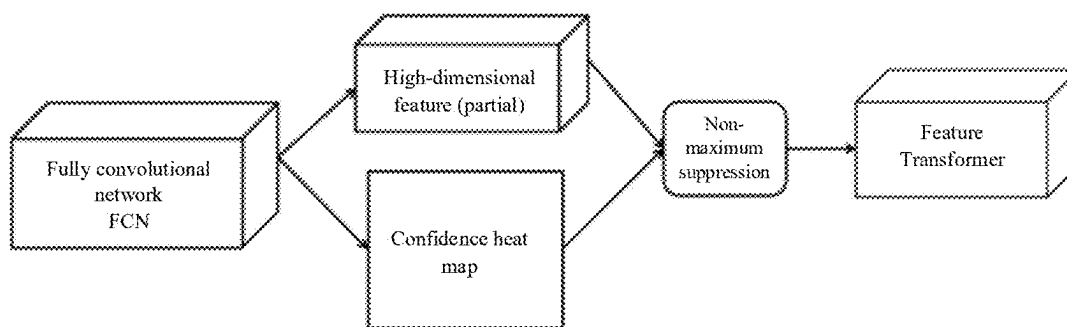 Fully convolutional
network
FCN
High-dimensional
feature (partial)
Confidence heat
map
Non-
maximum
suppression
Feature
Transformer